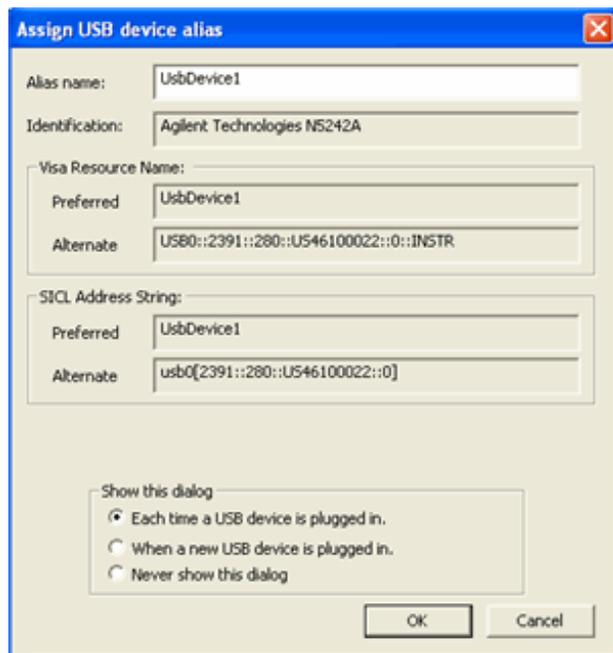 Assign USB device alias
Alias name: UsbDevice1
Identification: Agilent Technologies N5242A
Visa Resource Name:
Preferred UsbDevice1
Alternate USB0::2391::280::US46100022::0::INSTR
SICL Address String:
Preferred UsbDevice1
Alternate usb0[2391::280::US46100022::0]
Show this dialog
Each time a USB device is plugged in.
When a new USB device is plugged in.
Never show this dialog
OK Cancel